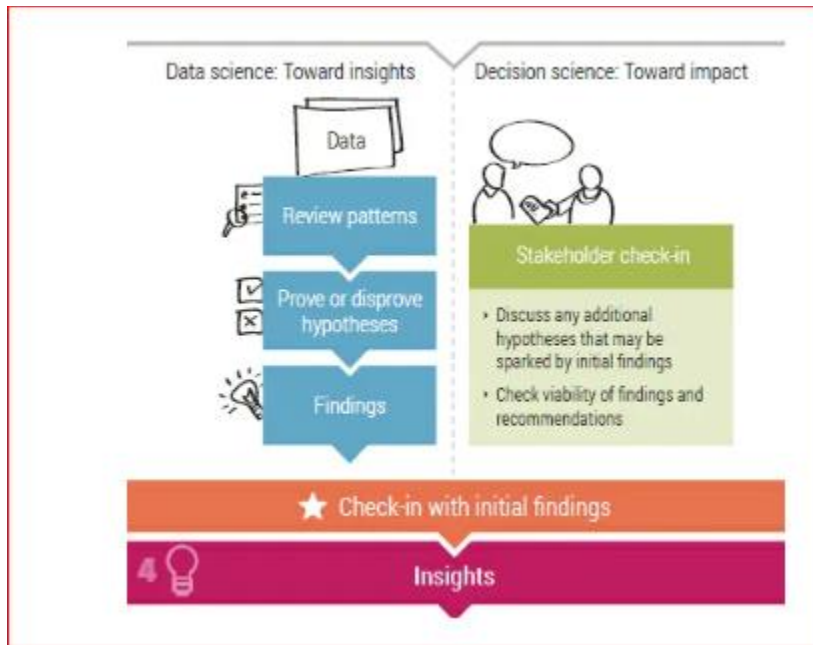 Data science: Toward insights
Decision science: Toward impact
Data
Review patterns
Prove or disprove
hypotheses
Findings
Stakeholder check-in
Discuss any additional
hypotheses that may be
sparked by initial findings
Check viability of findings and
recommendations
Check-in with initial findings
4
Insights